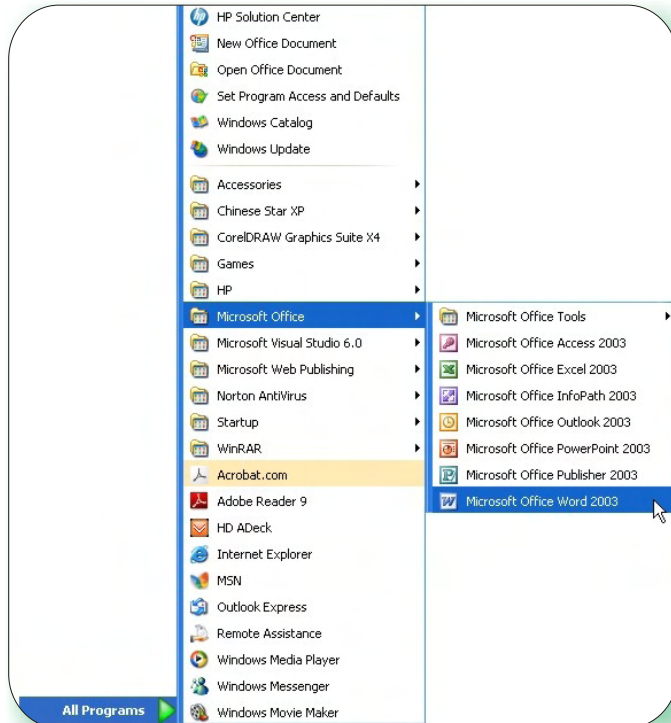 HP Solution Center
New Office Document
Open Office Document
Set Program Access and Defaults
Windows Catalog
Windows Update
Accessories
Chinese Star XP
CorelDRAW Graphics Suite X4
Games
HP
Microsoft Office
Microsoft Visual Studio 6.0
Microsoft Web Publishing
Norton AntiVirus
Startup
WinRAR
Acrobat.com
Adobe Reader 9
HD ADeck
Internet Explorer
MSN
Outlook Express
Remote Assistance
Windows Media Player
Windows Messenger
Windows Movie Maker
Microsoft Office Tools
Microsoft Office Access 2003
Microsoft Office Excel 2003
Microsoft Office InfoPath 2003
Microsoft Office Outlook 2003
Microsoft Office PowerPoint 2003
Microsoft Office Publisher 2003
Microsoft Office Word 2003
All Programs